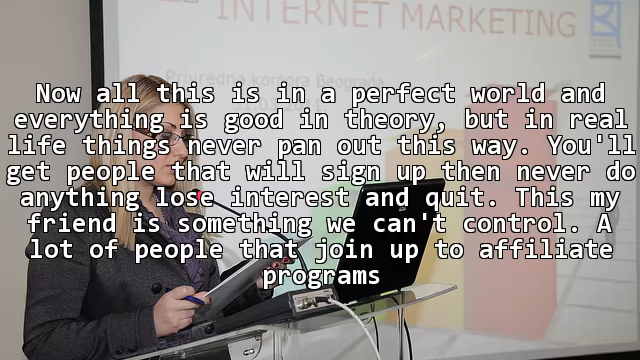 INTERNET MARKETING
Privredna komora Beograda
Now all this is in a perfect world and
everything is good in theory, but in real
life things never pan out this way. You'll
get people that will sign up then never do
anything lose interest and quit. This my
friend is something we can't control. A
lot of people that join up to affiliate
programs